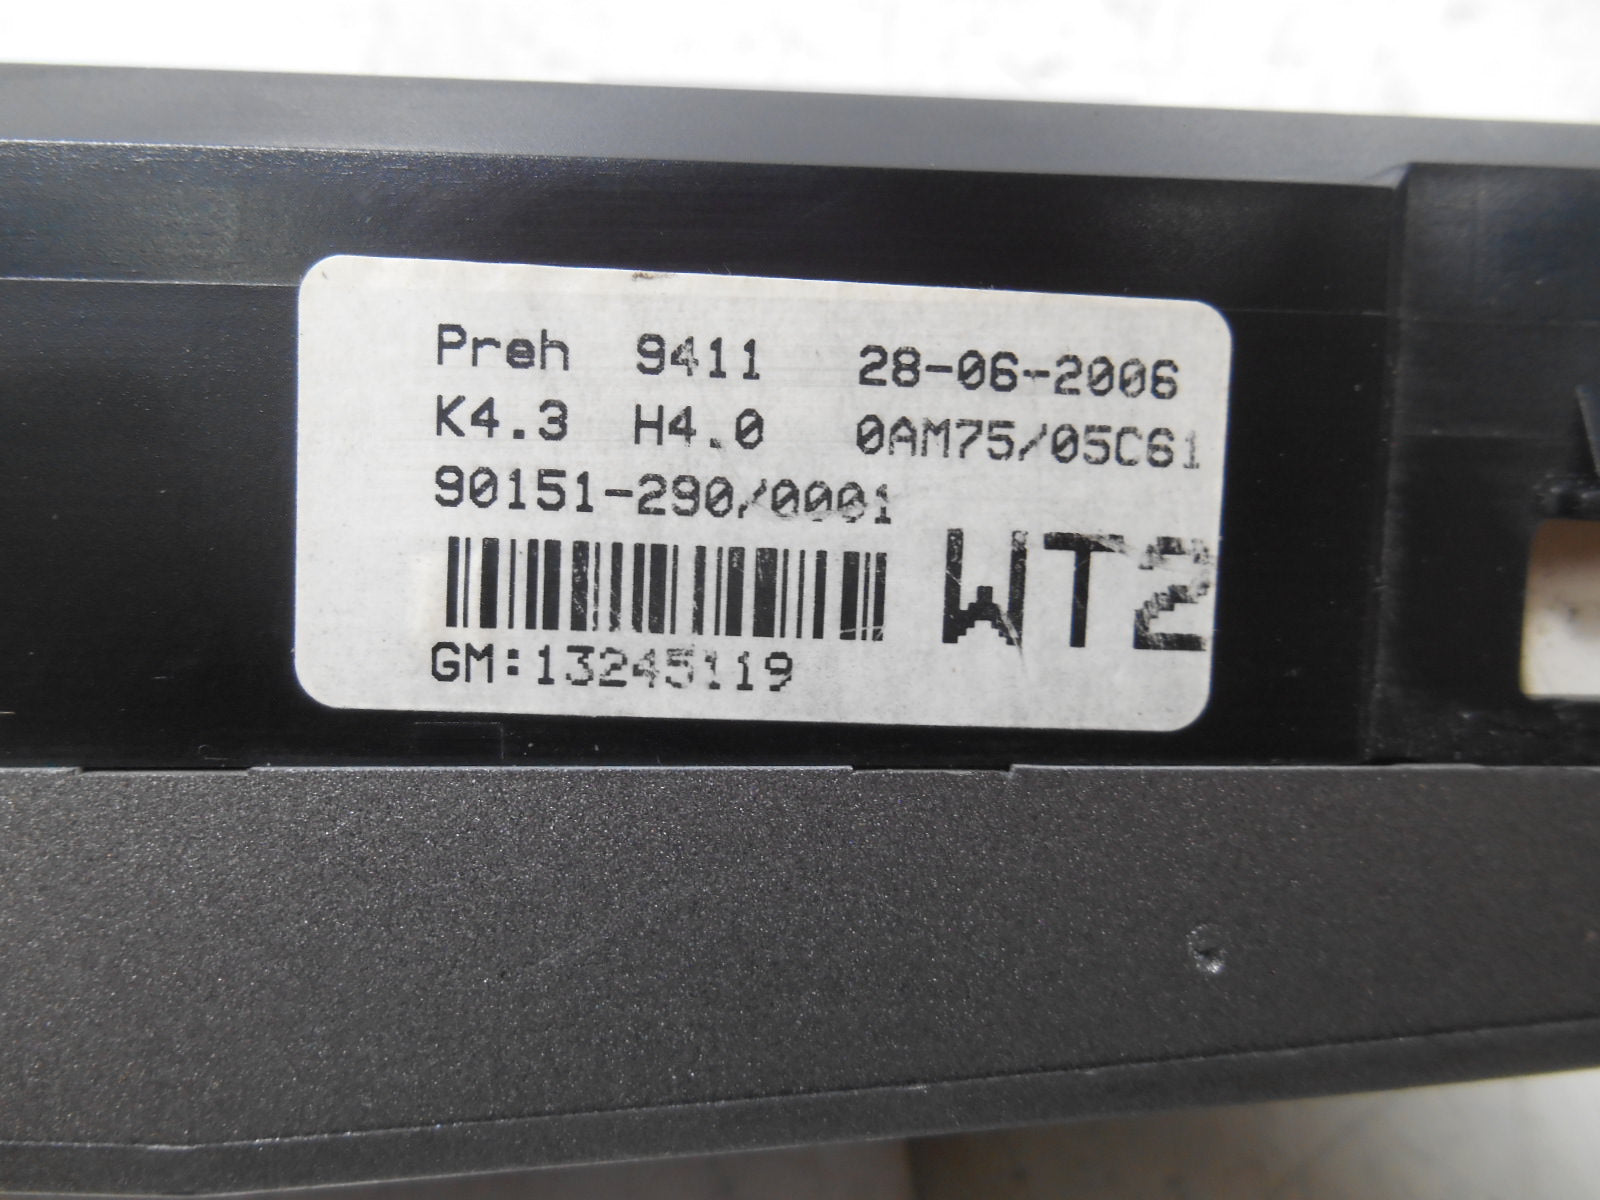 Preh 9411 28-06-2006
K4.3 H4.0 0AM75/05C61
90151-290/0001
WT2
GM:13245119